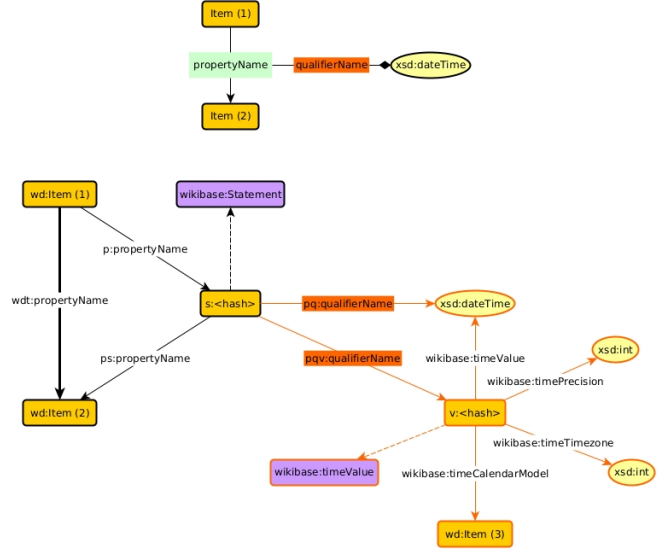 Item (1)
propertyName
qualifierName
xsd:dateTime
Item (2)
wd:Item (1)
wikibase:Statement
p:propertyName
wdt:propertyName
s:<hash>
pq:qualifierName
xsd:dateTime
ps:propertyName
pqv:qualifierName
wikibase:timeValue
xsd:int
wikibase:timePrecision
wd:Item (2)
v:<hash>
wikibase:timeTimezone
wikibase:timeValue
wikibase:timeCalendarModel
xsd:int
wd:Item (3)